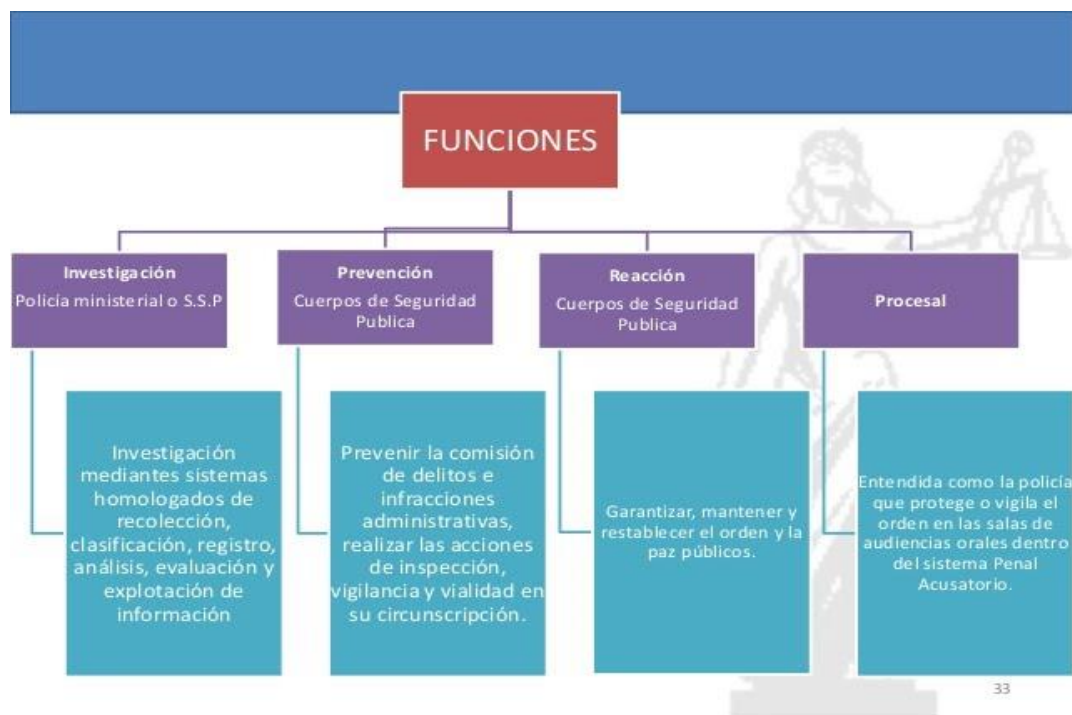 FUNCIONES
Investigación
Policía ministerial o S.S.P
Investigación
mediantes sistemas
homologados de
recolección,
clasificación, registro,
análisis, evaluación y
explotación de
información
Prevención
Cuerpos de Seguridad
Publica
Prevenir la comisión
de delitos e
infracciones
administrativas,
realizar las acciones
de inspección,
vigilancia y vialidad en
su circunscripción.
Reacción
Cuerpos de Seguridad
Publica
Garantizar, mantener y
restablecer el orden y la
paz públicos.
Procesal
Entendida como la policía
que protege o vigila el
orden en las salas de
audiencias orales dentro
del sistema Penal
Acusatorio.
33